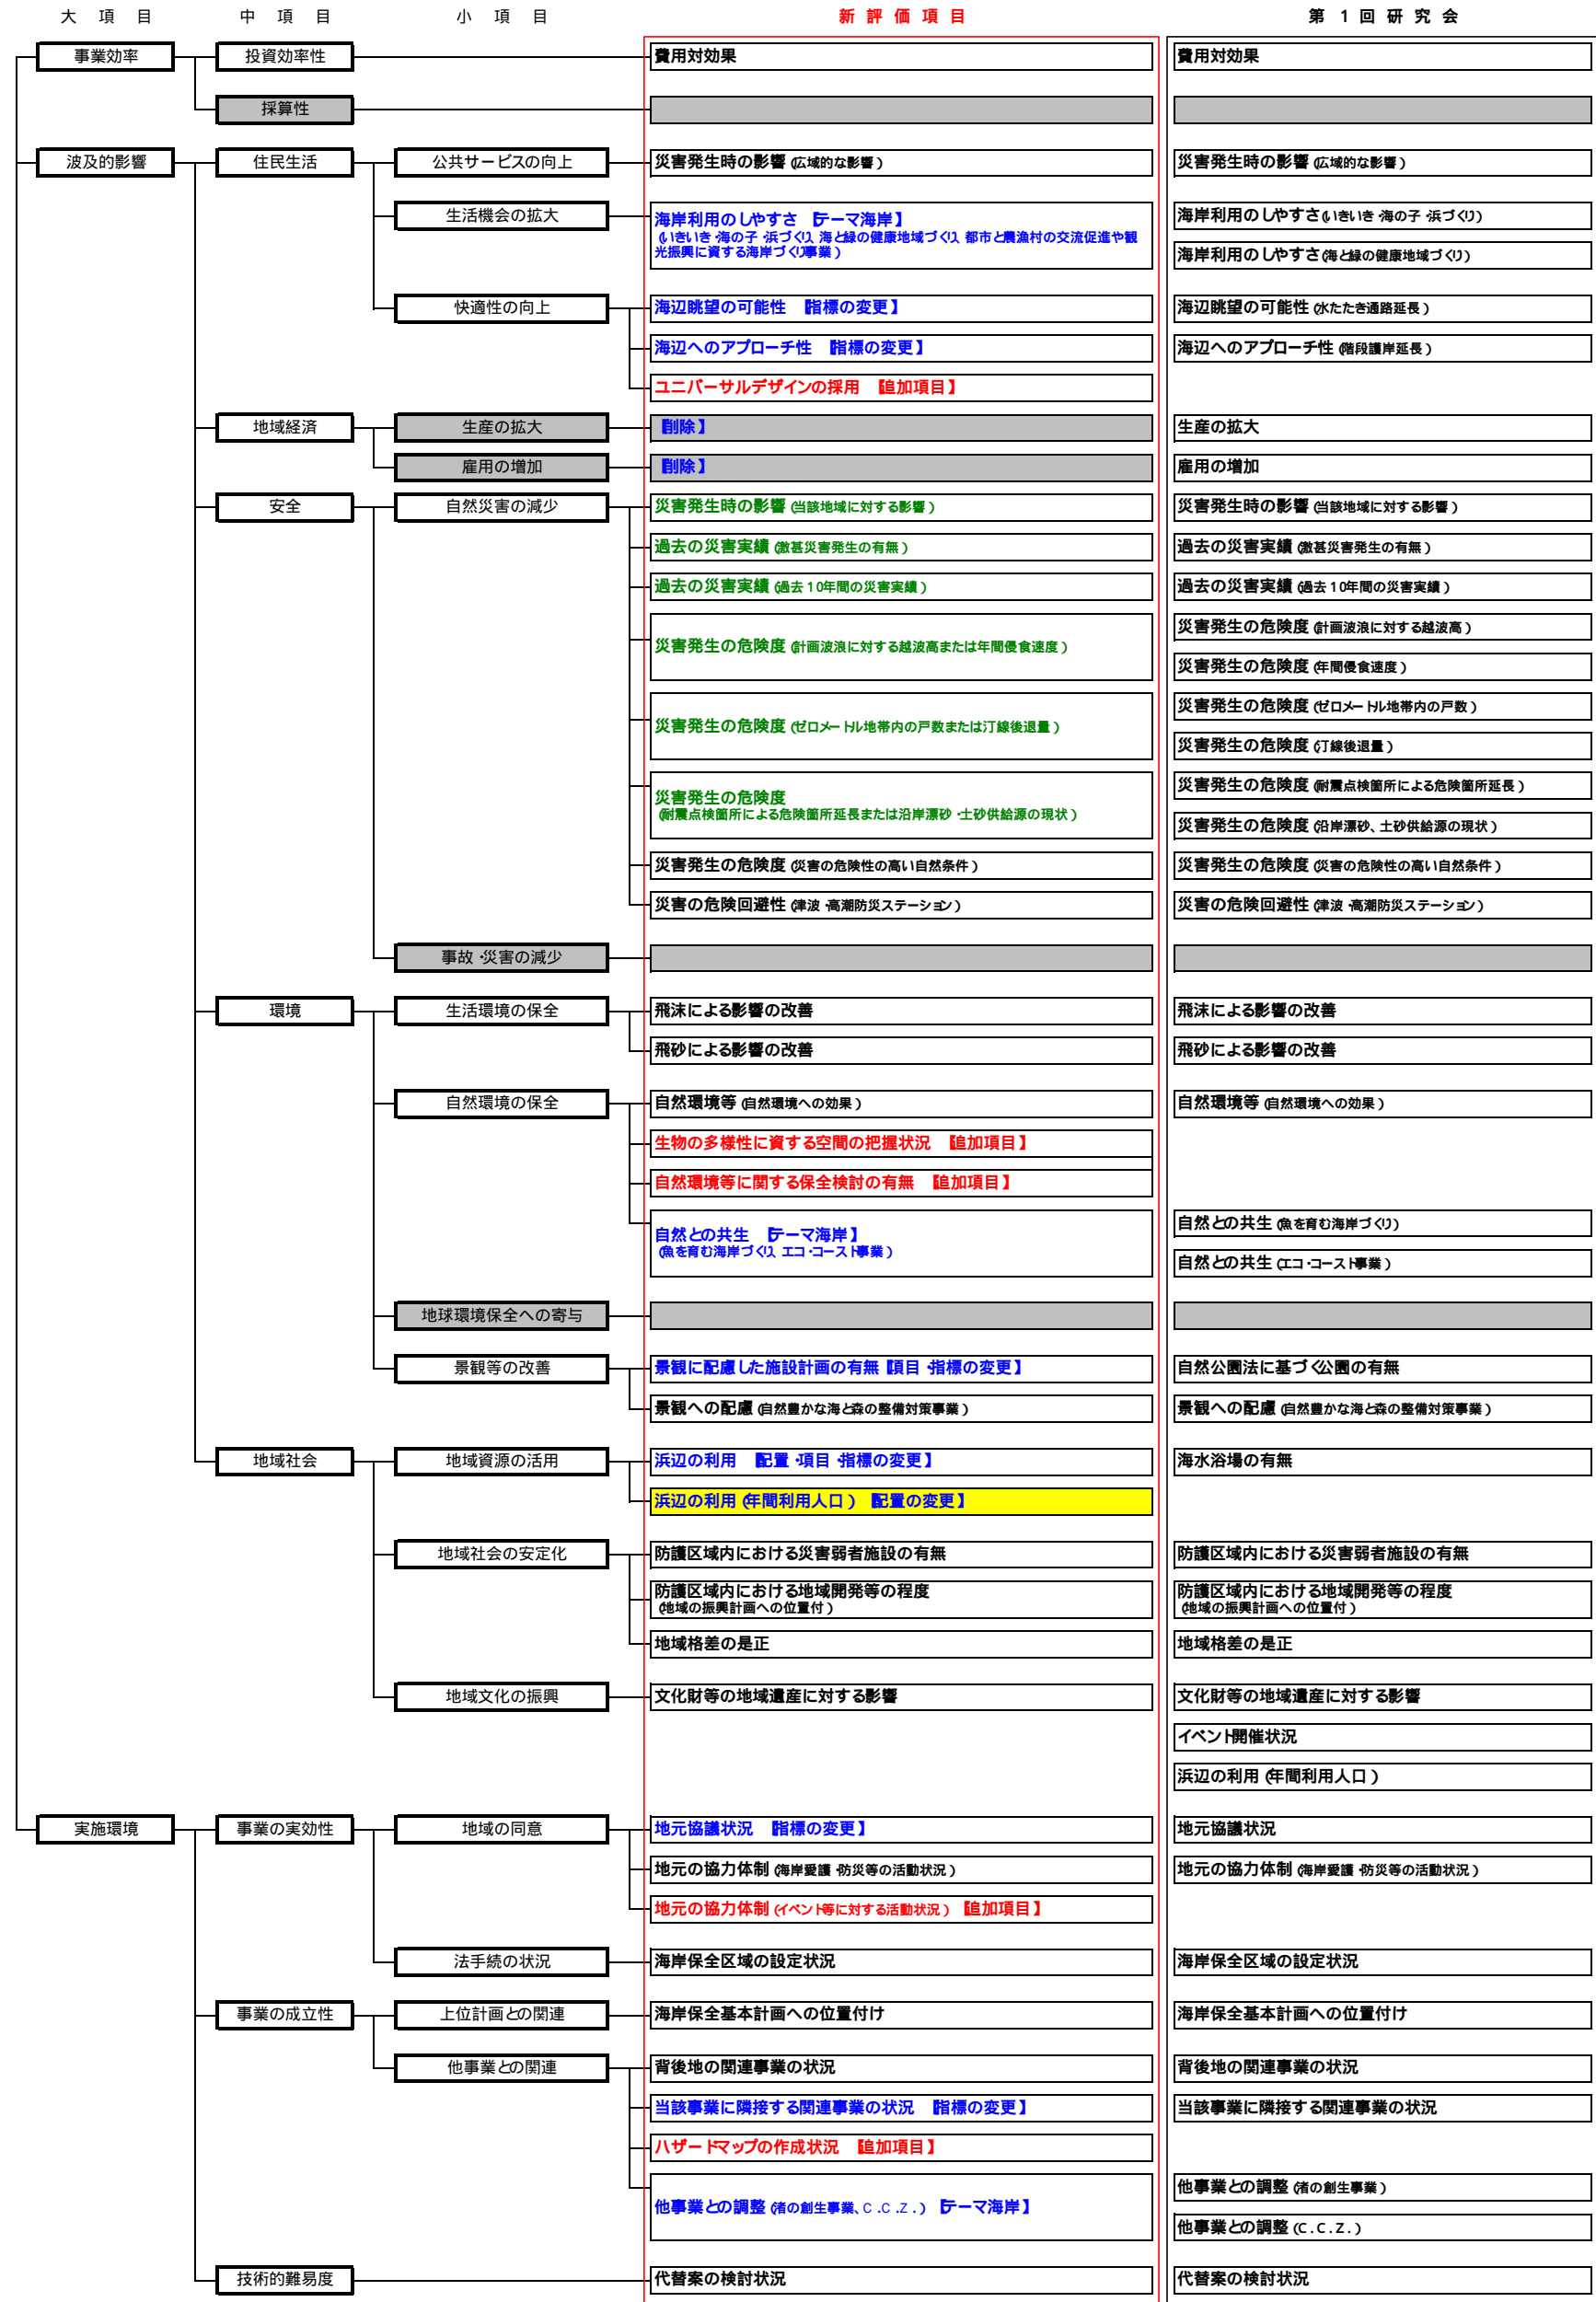 大 項 目　中 項 目　小 項 目　新 評 価 項 目　第 1 回 研 究 会
事業効率　投資効率性　費用対効果　費用対効果
採算性
波及的影響　住民生活　公共サービスの向上　災害発生時の影響（広域的な影響）　災害発生時の影響（広域的な影響）
生活機会の拡大　海岸利用のしやすさ　【テーマ海岸】　海岸利用のしやすさ（いきいき・海の子・浜づくり）
（いきいき・海の子・浜づくり、海と緑の健康地域づくり、都市と農漁村の交流促進や観
光振興に資する海岸づくり事業）　海岸利用のしやすさ（海と緑の健康地域づくり）
快適性の向上　海辺眺望の可能性　【指標の変更】　海辺眺望の可能性（水たたき通路延長）
海辺へのアプローチ性　【指標の変更】　海辺へのアプローチ性（階段護岸延長）
ユニバーサルデザインの採用　【追加項目】
地域経済　生産の拡大　【削除】　生産の拡大
雇用の増加　【削除】　雇用の増加
安全　自然災害の減少　災害発生時の影響（当該地域に対する影響）　災害発生時の影響（当該地域に対する影響）
過去の災害実績（激甚災害発生の有無）　過去の災害実績（激甚災害発生の有無）
過去の災害実績（過去10年間の災害実績）　過去の災害実績（過去10年間の災害実績）
災害発生の危険度（計画波浪に対する越波高）
災害発生の危険度（計画波浪に対する越波高または年間侵食速度）
災害発生の危険度（年間侵食速度）
災害発生の危険度（ゼロメートル地帯内の戸数）
災害発生の危険度（ゼロメートル地帯内の戸数または汀線後退量）
災害発生の危険度（汀線後退量）
災害発生の危険度（耐震点検箇所による危険箇所延長）
災害発生の危険度
（耐震点検箇所による危険箇所延長または沿岸漂砂・土砂供給源の現状）
災害発生の危険度（沿岸漂砂、土砂供給源の現状）
災害発生の危険度（災害の危険性の高い自然条件）　災害発生の危険度（災害の危険性の高い自然条件）
災害の危険回避性（津波・高潮防災ステーション）　災害の危険回避性（津波・高潮防災ステーション）
事故・災害の減少
環境　生活環境の保全　飛沫による影響の改善　飛沫による影響の改善
飛砂による影響の改善　飛砂による影響の改善
自然環境の保全　自然環境等（自然環境への効果）　自然環境等（自然環境への効果）
生物の多様性に資する空間の把握状況　【追加項目】
自然環境等に関する保全検討の有無　【追加項目】
自然との共生（魚を育む海岸づくり）
自然との共生　【テーマ海岸】
（魚を育む海岸づくり、エコ・コースト事業）
自然との共生（エコ・コースト事業）
地球環境保全への寄与
景観等の改善　景観に配慮した施設計画の有無【項目・指標の変更】　自然公園法に基づく公園の有無
景観への配慮（自然豊かな海と森の整備対策事業）　景観への配慮（自然豊かな海と森の整備対策事業）
地域社会　地域資源の活用　浜辺の利用　【配置・項目・指標の変更】　海水浴場の有無
浜辺の利用（年間利用人口）　【配置の変更】
地域社会の安定化　防護区域内における災害弱者施設の有無　防護区域内における災害弱者施設の有無
防護区域内における地域開発等の程度　防護区域内における地域開発等の程度
（地域の振興計画への位置付）　（地域の振興計画への位置付）
地域格差の是正　地域格差の是正
地域文化の振興　文化財等の地域遺産に対する影響　文化財等の地域遺産に対する影響
イベント開催状況
浜辺の利用（年間利用人口）
実施環境　事業の実効性　地域の同意　地元協議状況　【指標の変更】　地元協議状況
地元の協力体制（海岸愛護・防災等の活動状況）　地元の協力体制（海岸愛護・防災等の活動状況）
地元の協力体制（イベント等に対する活動状況）　【追加項目】
法手続の状況　海岸保全区域の設定状況　海岸保全区域の設定状況
事業の成立性　上位計画との関連　海岸保全基本計画への位置付け　海岸保全基本計画への位置付け
他事業との関連　背後地の関連事業の状況　背後地の関連事業の状況
当該事業に隣接する関連事業の状況　【指標の変更】　当該事業に隣接する関連事業の状況
ハザードマップの作成状況　【追加項目】
他事業との調整（渚の創生事業）
他事業との調整（渚の創生事業、C.C.Z.）　【テーマ海岸】
他事業との調整（C.C.Z.）
技術的難易度　代替案の検討状況　代替案の検討状況